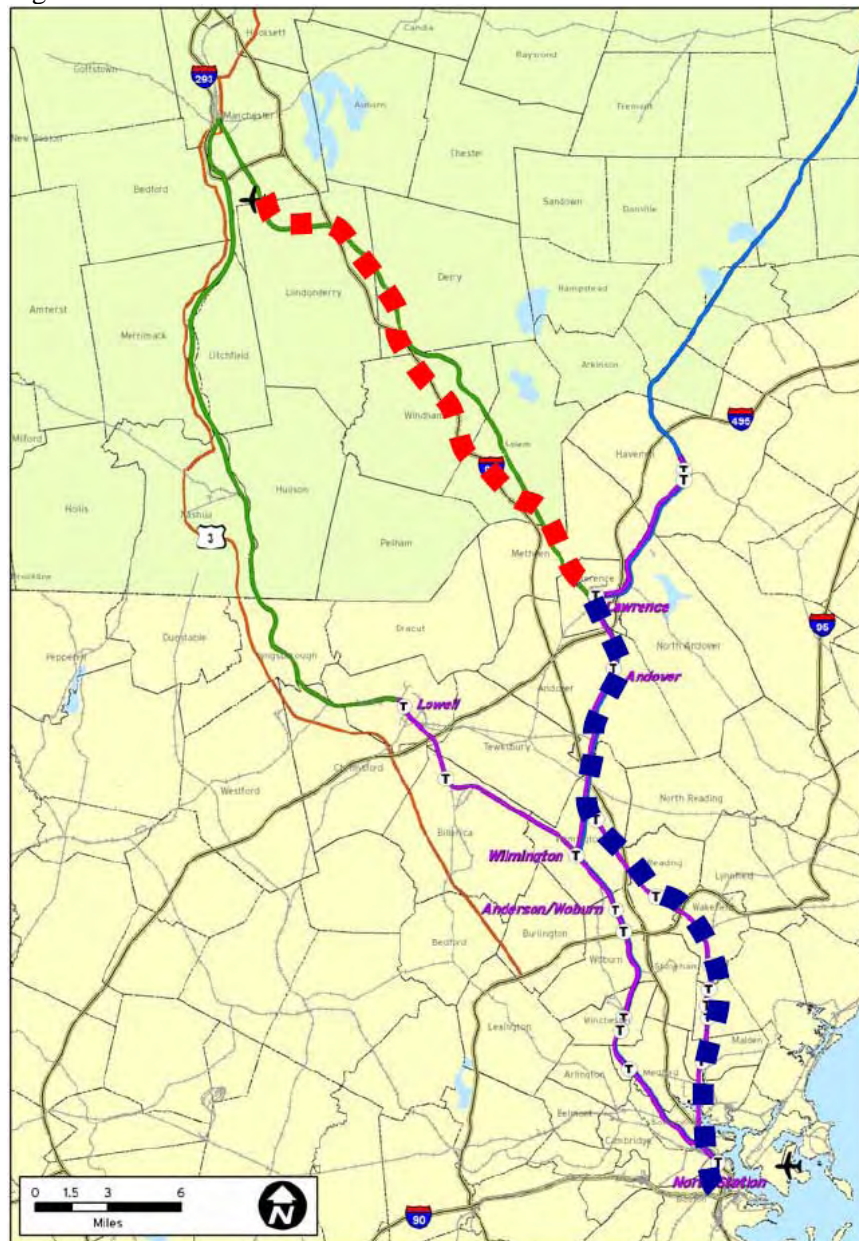 Hooksett
Candia
Raymond
Goffstown
293
Auburn
Manchester
Fremont
Chester
New Boston
Bedford
Sandown
Danville
Derry
Londonderry
Hampstead
Amherst
Merrimack
Litchfield
Atkinson
Windham
Milford
Salem
495
Haverhill
Hudson
Hollis
Nashua
3
Pelham
Methuen
Lawrence
Lawrence
95
Dracut
Dunstable
North Andover
Pepperell
Tyngsborough
Andover
Andover
T Lowell
Tewksbury
Chelmsford
Westford
North Reading
Billerica
Wilmington
Reading
Lynnfield
Wakefield
Anderson/Woburn
Burlington
Bedford
Woburn
Stoneham
Lexington
Winchester
Malden
Arlington
Medford
Belmont
Cambridge
North Station
0 1.5 3 6
Miles
N
90